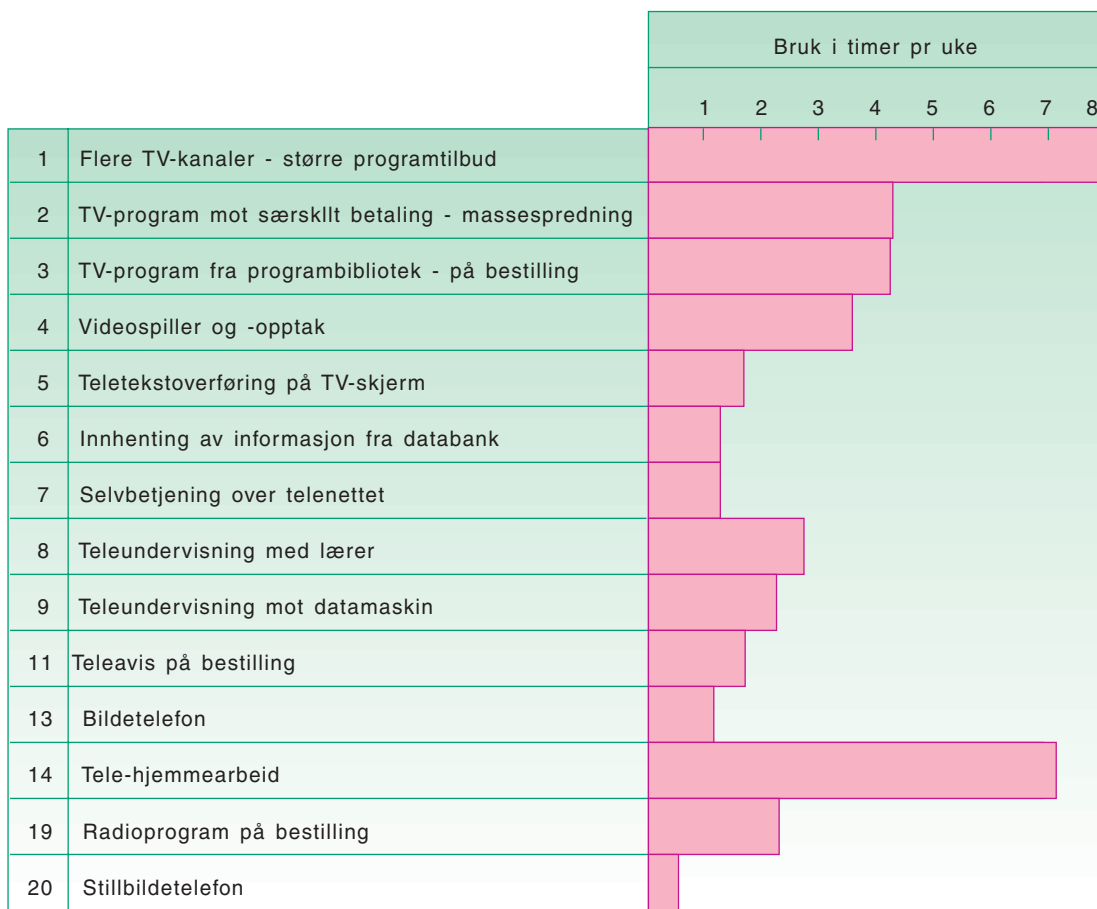 Bruk i timer pr uke
1 2 3 4 5 6 7 8
1 Flere TV-kanaler - større programtilbud
2 TV-program mot særskllt betaling - massespredning
3 TV-program fra programbibliotek - på bestilling
4 Videospiller og -opptak
5 Teletekstoverføring på TV-skjerm
6 Innhenting av informasjon fra databank
7 Selvbetjening over telenettet
8 Teleundervisning med lærer
9 Teleundervisning mot datamaskin
11 Teleavis på bestilling
13 Bildetelefon
14 Tele-hjemmearbeid
19 Radioprogram på bestilling
20 Stillbildetelefon